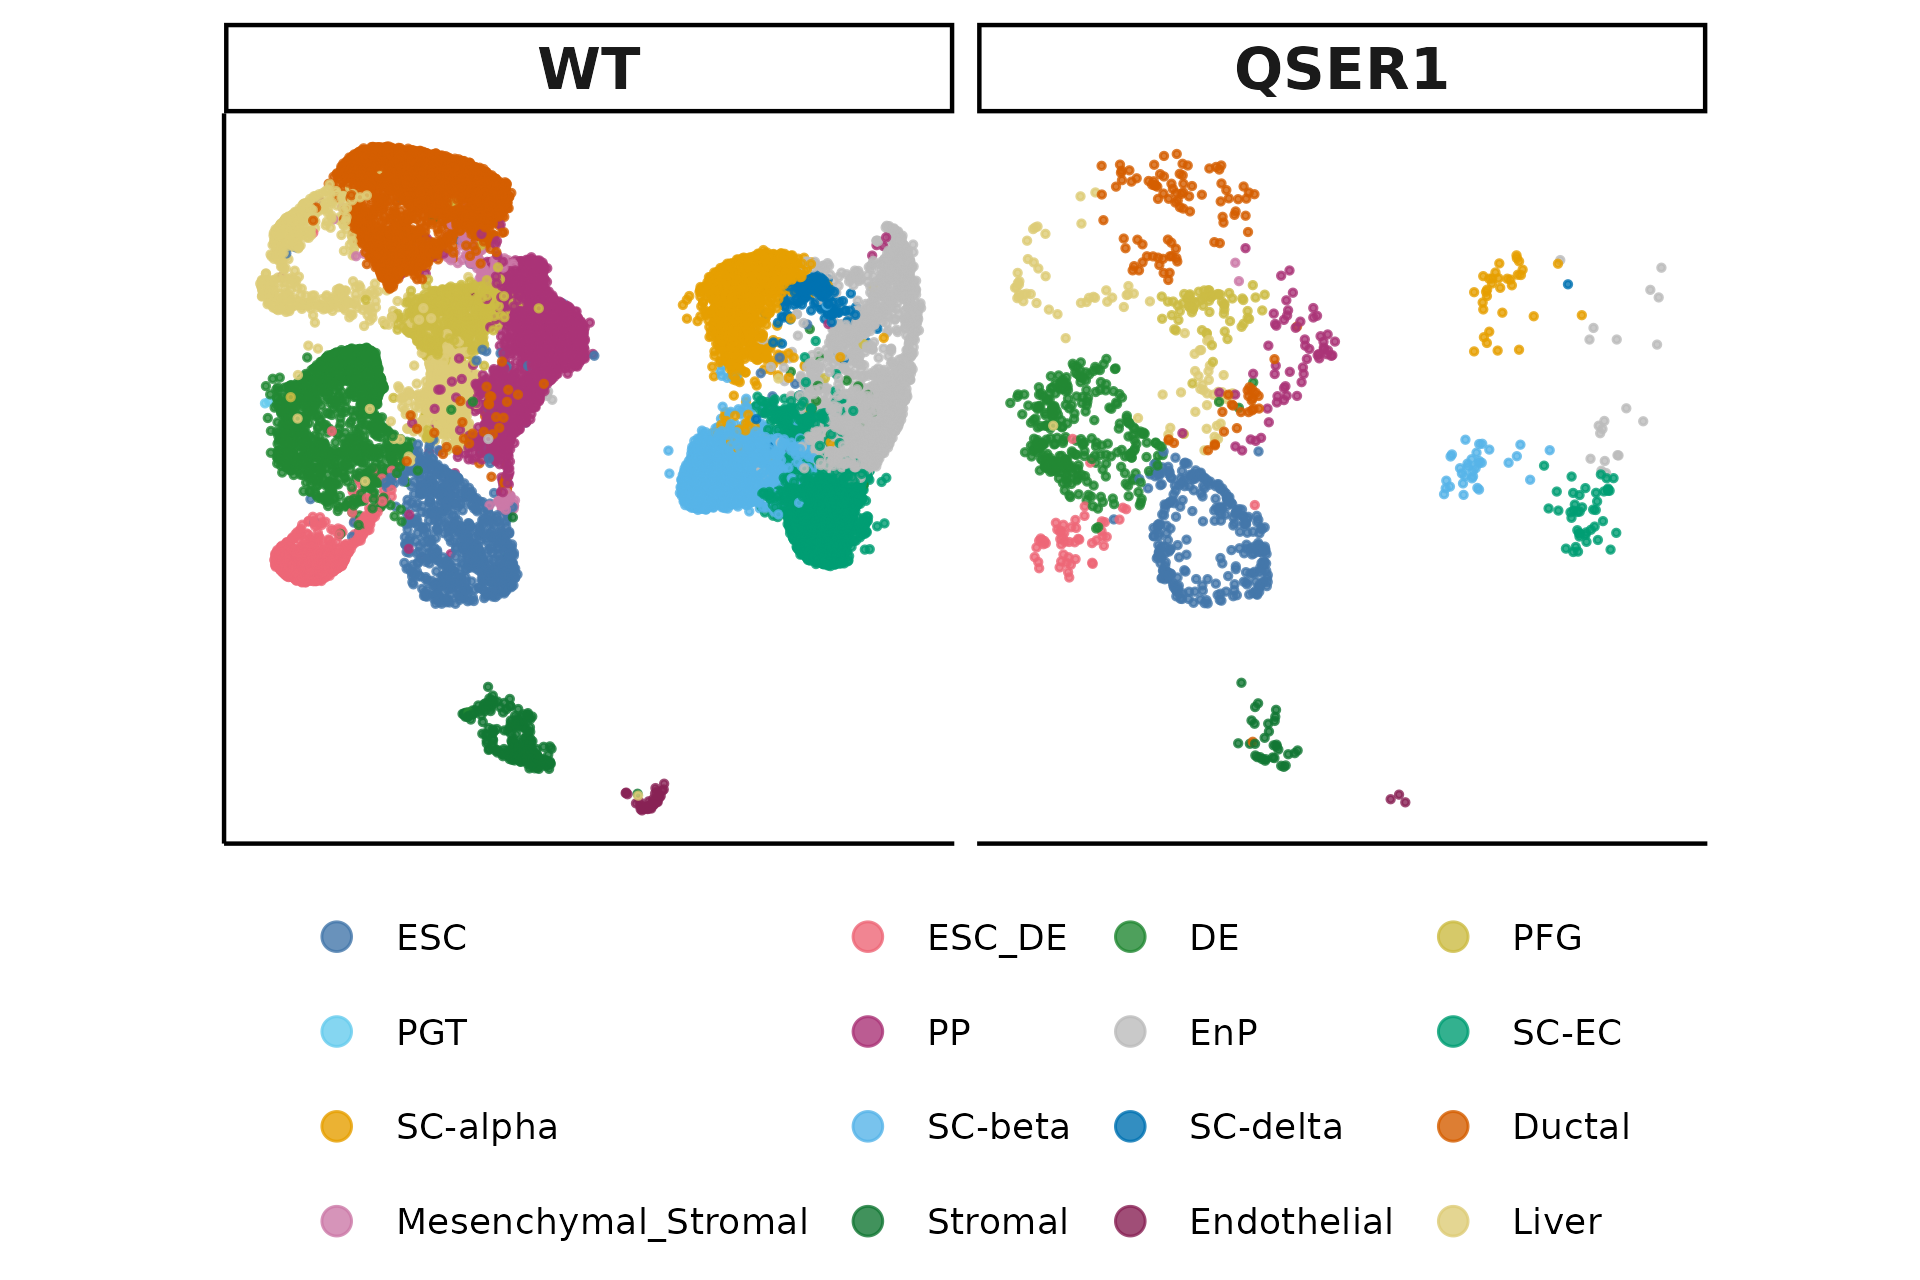 WT
QSER1
ESC
ESC_DE
DE
PFG
PGT
PP
EnP
SC-EC
SC-alpha
SC-beta
SC-delta
Ductal
Mesenchymal_Stromal
Stromal
Endothelial
Liver